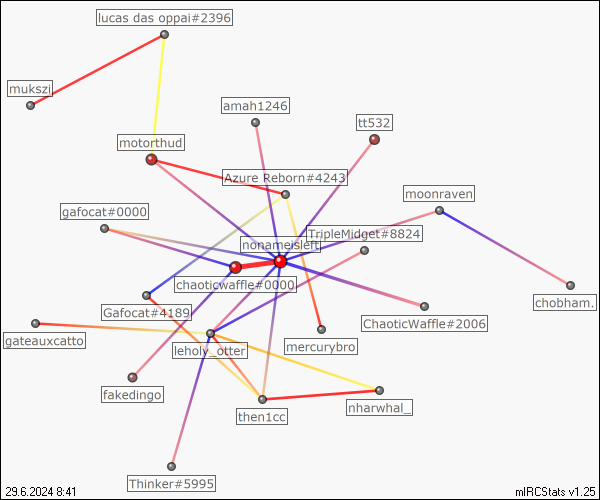 lucas das oppai#2396
mukszi
amah1246
tt532
motorthud
Azure Reborn#4243
moonraven
gafocat#0000
TripleMidget#8824
nonameisleft
chaoticwaffle#0000
chobham.
Gafocat#4189
ChaoticWaffle#2006
gateauxcatto
leholy_otter
mercurybro
fakedingo
nharwhal_
then1cc
Thinker#5995
29.6.2024 8:41
mIRCStats v1.25